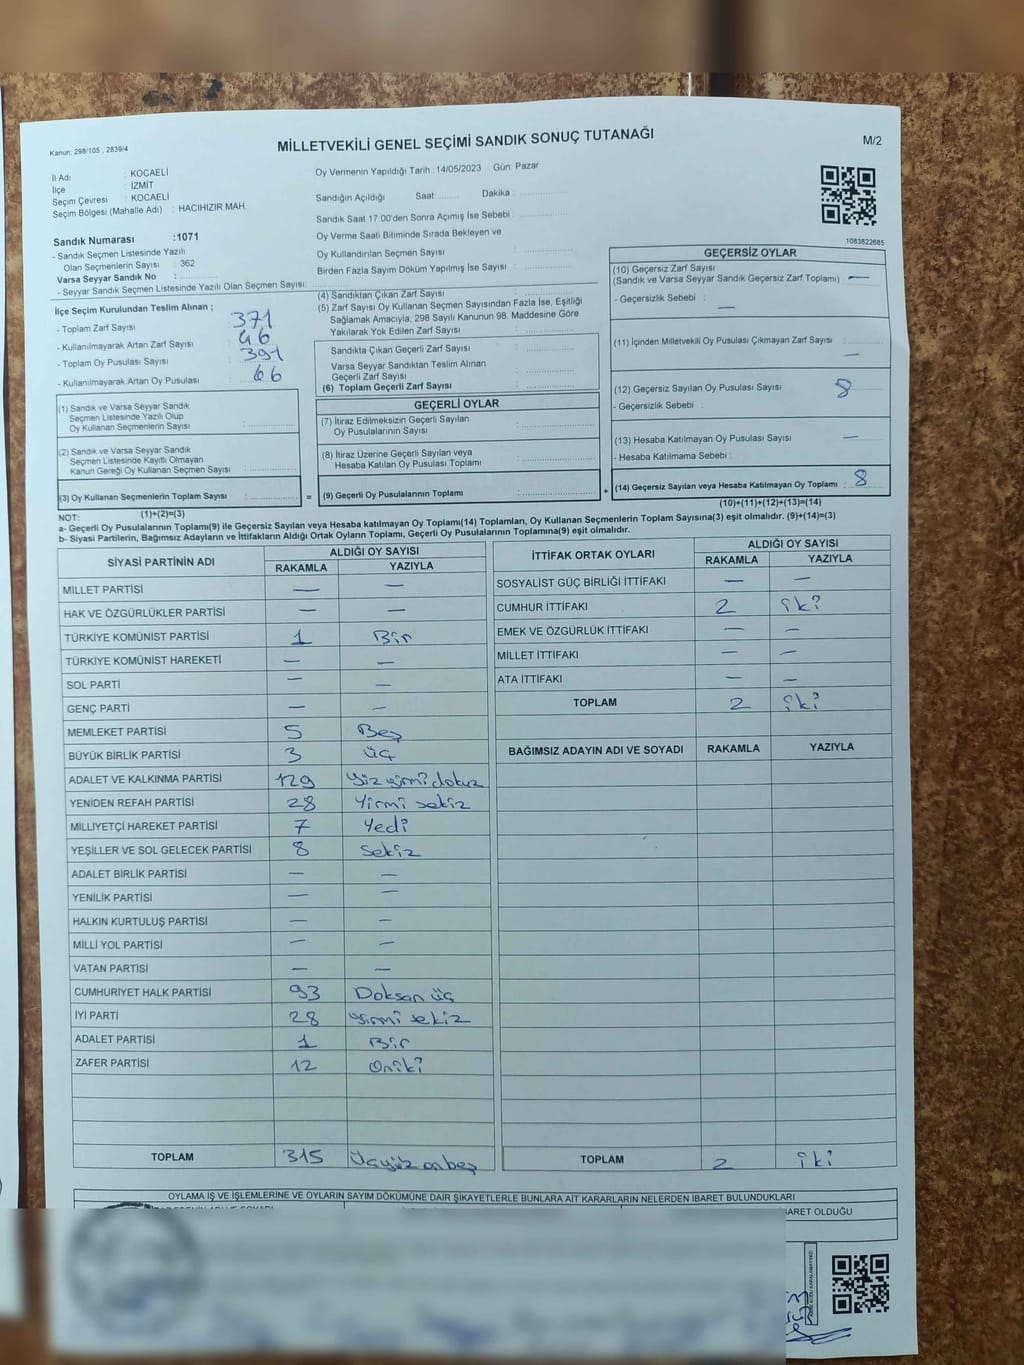 Kanun: 298/105 , 2839/4
MİLLETVEKİLİ GENEL SEÇİMİ SANDIK SONUÇ TUTANAĞI
M/2
İl Adı : KOCAELİ
İlçe : İZMİT
Seçim Çevresi : KOCAELİ
Seçim Bölgesi (Mahalle Adı) : HACIHIZIR MAH.
Sandık Numarası :1071
- Sandık Seçmen Listesinde Yazılı
Olan Seçmenlerin Sayısı : 362
Varsa Seyyar Sandık No :
- Seyyar Sandık Seçmen Listesinde Yazılı Olan Seçmen Sayısı :
Oy Vermenin Yapıldığı Tarih : 14/05/2023 Gün: Pazar
Sandığın Açıldığı Saat: Dakika :
Sandık Saat 17:00'den Sonra Açımış İse Sebebi :
Oy Verme Saati Bitiminde Sırada Bekleyen ve
Oy Kullandırılan Seçmen Sayısı :
Birden Fazla Sayım Döküm Yapılmış İse Sayısı :
1083822685
İlçe Seçim Kurulundan Teslim Alınan ;
- Toplam Zarf Sayısı : 371
- Kullanılmayarak Artan Zarf Sayısı : 46
- Toplam Oy Pusulası Sayısı : 391
- Kullanılmayarak Artan Oy Pusulası : 66
(4) Sandıktan Çıkan Zarf Sayısı :
(5) Zarf Sayısı Oy Kullanan Seçmen Sayısından Fazla İse, Eşitliği
Sağlamak Amacıyla; 298 Sayılı Kanunun 98. Maddesine Göre
Yakılarak Yok Edilen Zarf Sayısı :
Sandıkta Çıkan Geçerli Zarf Sayısı :
Varsa Seyyar Sandıktan Teslim Alınan
Geçerli Zarf Sayısı :
(6) Toplam Geçerli Zarf Sayısı :
GEÇERSİZ OYLAR
(10) Geçersiz Zarf Sayısı
(Sandık ve Varsa Seyyar Sandık Geçersiz Zarf Toplamı) : —
- Geçersizlik Sebebi : —
(11) İçinden Milletvekili Oy Pusulası Çıkmayan Zarf Sayısı : —
(12) Geçersiz Sayılan Oy Pusulası Sayısı : 8
- Geçersizlik Sebebi :
(13) Hesaba Katılmayan Oy Pusulası Sayısı : —
- Hesaba Katılmama Sebebi :
(14) Geçersiz Sayılan veya Hesaba Katılmayan Oy Toplamı : 8
(10)+(11)+(12)+(13)=(14)
(1) Sandık ve Varsa Seyyar Sandık
Seçmen Listesinde Yazılı Olup
Oy Kullanan Seçmenlerin Sayısı :
(2) Sandık ve Varsa Seyyar Sandık
Seçmen Listesinde Kayıtlı Olmayan
Kanun Gereği Oy Kullanan Seçmen Sayısı :
(3) Oy Kullanan Seçmenlerin Toplam Sayısı :
(1)+(2)=(3)
=
GEÇERLİ OYLAR
(7) İtiraz Edilmeksizin Geçerli Sayılan
Oy Pusulalarının Sayısı :
(8) İtiraz Üzerine Geçerli Sayılan veya
Hesaba Katılan Oy Pusulası Toplamı :
(9) Geçerli Oy Pusulalarının Toplamı :
+
NOT:
a- Geçerli Oy Pusulalarının Toplamı(9) ile Geçersiz Sayılan veya Hesaba katılmayan Oy Toplamı(14) Toplamları, Oy Kullanan Seçmenlerin Toplam Sayısına(3) eşit olmalıdır. (9)+(14)=(3)
b- Siyasi Partilerin, Bağımsız Adayların ve İttifakların Aldığı Ortak Oyların Toplamı, Geçerli Oy Pusulalarının Toplamına(9) eşit olmalıdır.
SİYASİ PARTİNİN ADI ALDIĞI OY SAYISI
RAKAMLA YAZIYLA
MİLLET PARTİSİ — —
HAK VE ÖZGÜRLÜKLER PARTİSİ — —
TÜRKİYE KOMÜNİST PARTİSİ 1 Bir
TÜRKİYE KOMÜNİST HAREKETİ — —
SOL PARTİ — —
GENÇ PARTİ — —
MEMLEKET PARTİSİ 5 Beş
BÜYÜK BİRLİK PARTİSİ 3 üç
ADALET VE KALKINMA PARTİSİ 129 Yüz yirmi dokuz
YENİDEN REFAH PARTİSİ 28 Yirmi sekiz
MİLLİYETÇİ HAREKET PARTİSİ 7 Yedi
YEŞİLLER VE SOL GELECEK PARTİSİ 8 Sekiz
ADALET BİRLİK PARTİSİ — —
YENİLİK PARTİSİ — —
HALKIN KURTULUŞ PARTİSİ — —
MİLLİ YOL PARTİSİ — —
VATAN PARTİSİ — —
CUMHURİYET HALK PARTİSİ 93 Doksan üç
İYİ PARTİ 28 yirmi sekiz
ADALET PARTİSİ 1 Bir
ZAFER PARTİSİ 12 Oniki
TOPLAM 315 Üçyüz onbeş
İTTİFAK ORTAK OYLARI ALDIĞI OY SAYISI
RAKAMLA YAZIYLA
SOSYALİST GÜÇ BİRLİĞİ İTTİFAKI — —
CUMHUR İTTİFAKI 2 iki
EMEK VE ÖZGÜRLÜK İTTİFAKI — —
MİLLET İTTİFAKI — —
ATA İTTİFAKI — —
TOPLAM 2 iki
BAĞIMSIZ ADAYIN ADI VE SOYADI RAKAMLA YAZIYLA
TOPLAM 2 iki
OYLAMA İŞ VE İŞLEMLERİNE VE OYLARIN SAYIM DÖKÜMÜNE DAİR ŞİKAYETLERLE BUNLARA AİT KARARLARIN NELERDEN İBARET BULUNDUKLARI
İBARET OLDUĞU